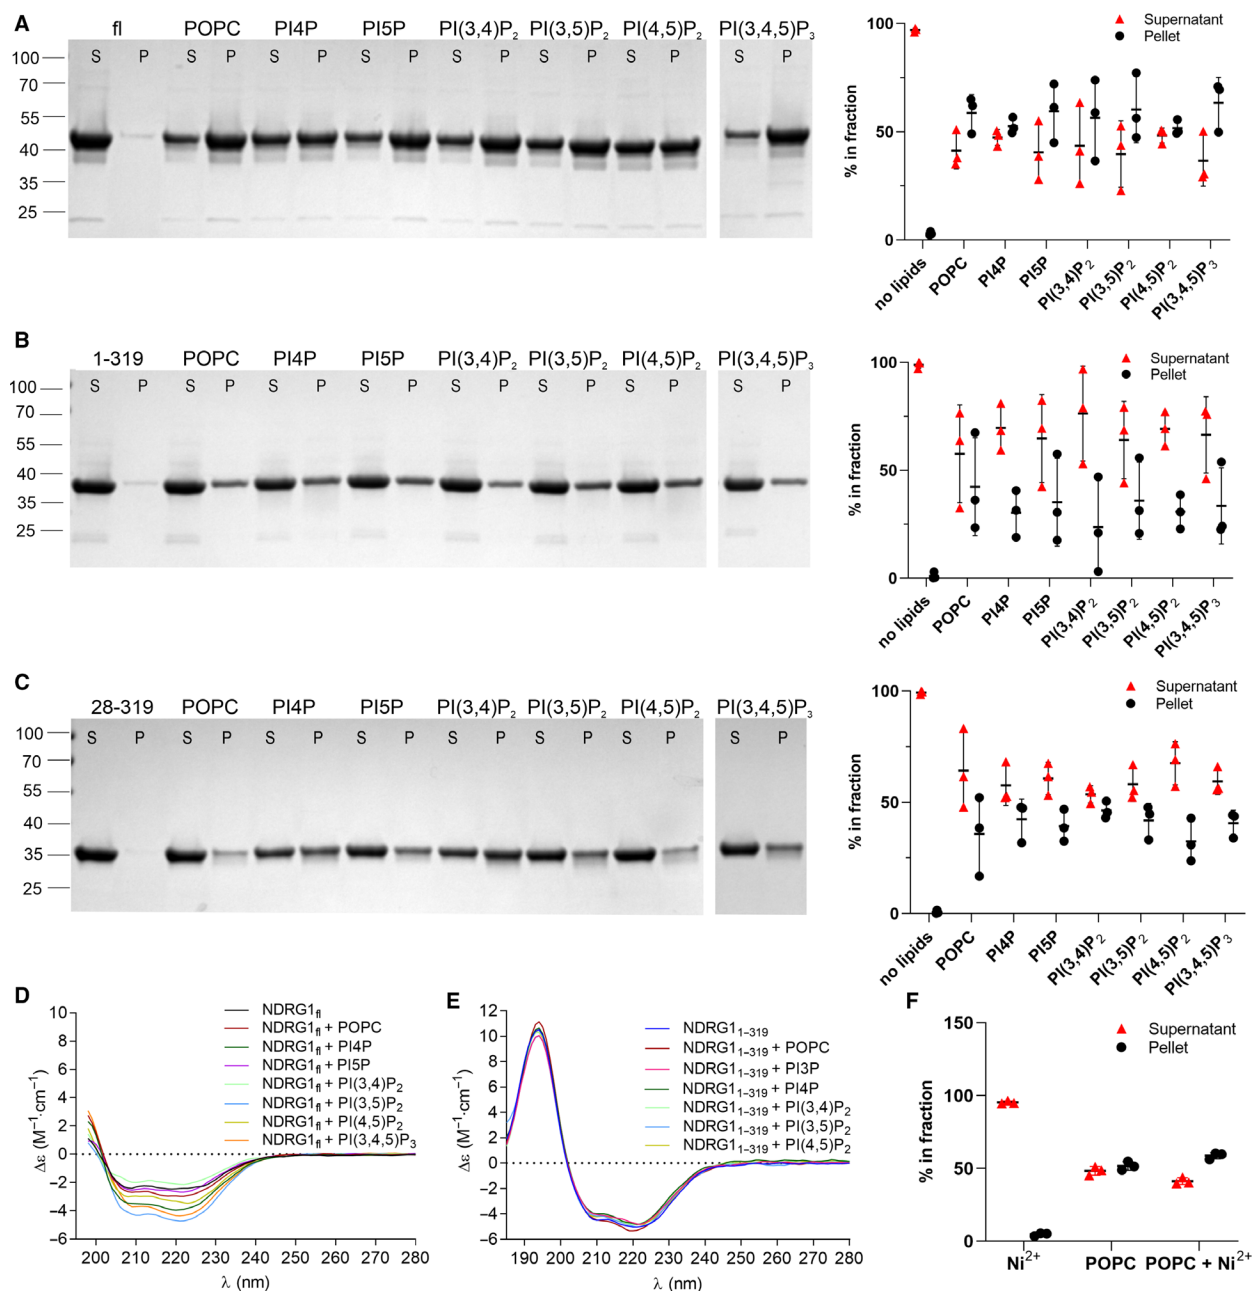 A
fl POPC PI4P PI5P PI(3,4)P₂ PI(3,5)P₂ PI(4,5)P₂ PI(3,4,5)P₃
S P S P S P S P S P S P S P S P
100
70
55
40
35
25
100
50
0
% in fraction
Supernatant
Pellet
no lipids POPC PI4P PI5P PI(3,4)P₂ PI(3,5)P₂ PI(4,5)P₂ PI(3,4,5)P₃
B
1-319 POPC PI4P PI5P PI(3,4)P₂ PI(3,5)P₂ PI(4,5)P₂ PI(3,4,5)P₃
S P S P S P S P S P S P S P S P
100
70
55
40
35
25
100
50
0
% in fraction
Supernatant
Pellet
no lipids POPC PI4P PI5P PI(3,4)P₂ PI(3,5)P₂ PI(4,5)P₂ PI(3,4,5)P₃
C
28-319 POPC PI4P PI5P PI(3,4)P₂ PI(3,5)P₂ PI(4,5)P₂ PI(3,4,5)P₃
S P S P S P S P S P S P S P S P
100
70
55
40
35
25
100
50
0
% in fraction
Supernatant
Pellet
no lipids POPC PI4P PI5P PI(3,4)P₂ PI(3,5)P₂ PI(4,5)P₂ PI(3,4,5)P₃
D
Δε (M⁻¹·cm⁻¹)
10
8
6
4
2
0
−2
−4
−6
200 210 220 230 240 250 260 270 280
λ (nm)
NDRG1fl
NDRG1fl + POPC
NDRG1fl + PI4P
NDRG1fl + PI5P
NDRG1fl + PI(3,4)P₂
NDRG1fl + PI(3,5)P₂
NDRG1fl + PI(4,5)P₂
NDRG1fl + PI(3,4,5)P₃
E
Δε (M⁻¹·cm⁻¹)
12
10
8
6
4
2
0
−2
−4
−6
190 200 210 220 230 240 250 260 270 280
λ (nm)
NDRG1₁₋₃₁₉
NDRG1₁₋₃₁₉ + POPC
NDRG1₁₋₃₁₉ + PI3P
NDRG1₁₋₃₁₉ + PI4P
NDRG1₁₋₃₁₉ + PI(3,4)P₂
NDRG1₁₋₃₁₉ + PI(3,5)P₂
NDRG1₁₋₃₁₉ + PI(4,5)P₂
F
% in fraction
150
100
50
0
Supernatant
Pellet
Ni²⁺ POPC POPC + Ni²⁺